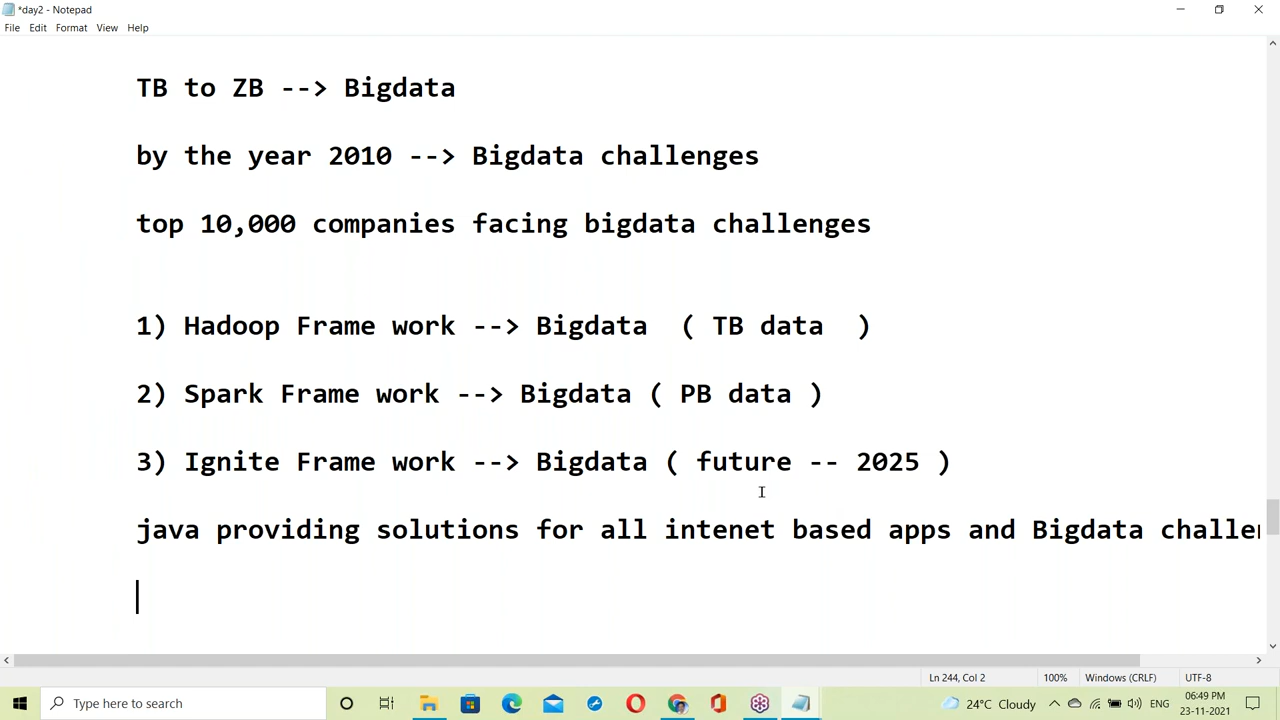 *day2 - Notepad
File Edit Format View Help
TB to ZB --> Bigdata
by the year 2010 --> Bigdata challenges
top 10,000 companies facing bigdata challenges
1) Hadoop Frame work --> Bigdata ( TB data )
2) Spark Frame work --> Bigdata ( PB data )
3) Ignite Frame work --> Bigdata ( future -- 2025 )
java providing solutions for all intenet based apps and Bigdata challen
Ln 244, Col 2 100% Windows (CRLF) UTF-8
Type here to search 24°C Cloudy ENG 06:49 PM
23-11-2021